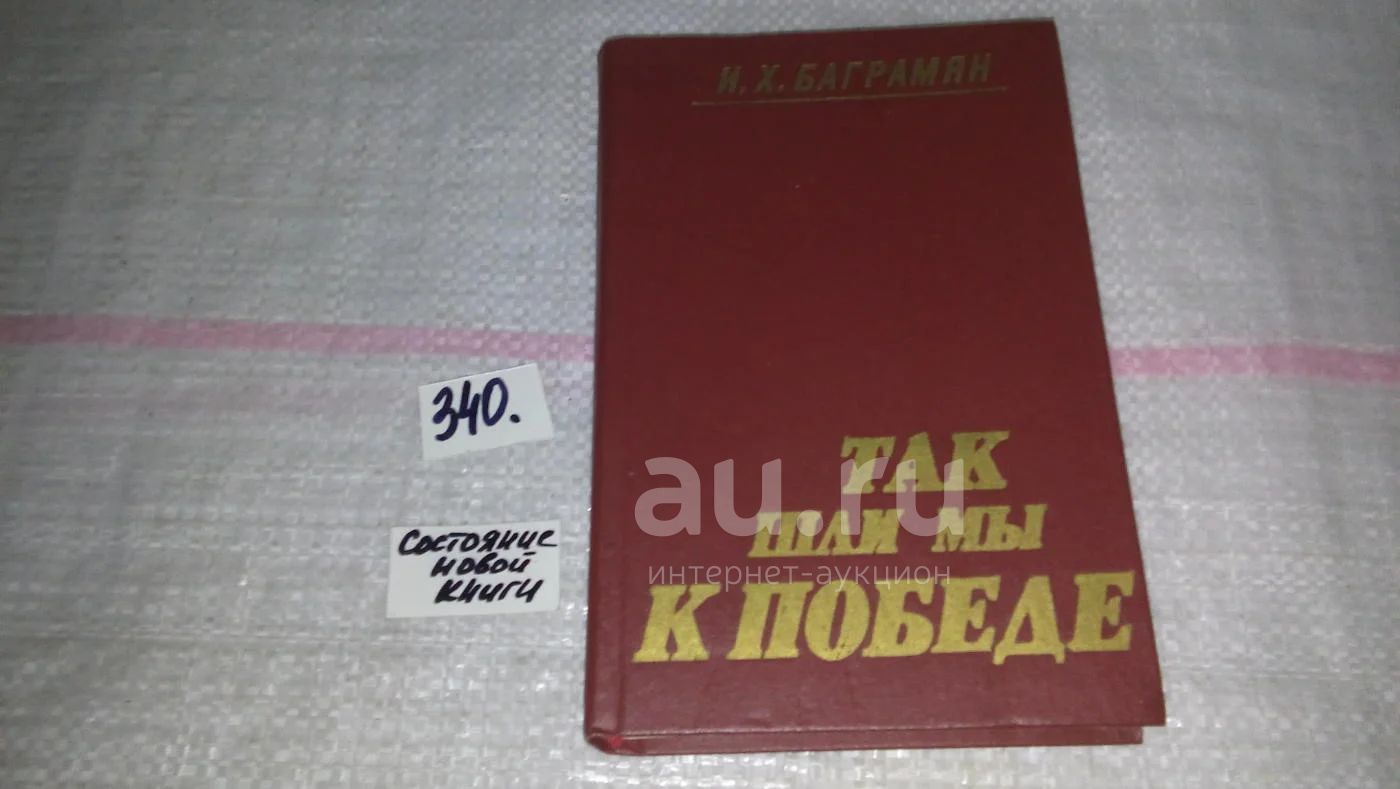 И. Х. БАГРАМЯН
ТАК
ШЛИ МЫ
К ПОБЕДЕ
340.
Состояние
новой
книги
au.ru
интернет-аукцион